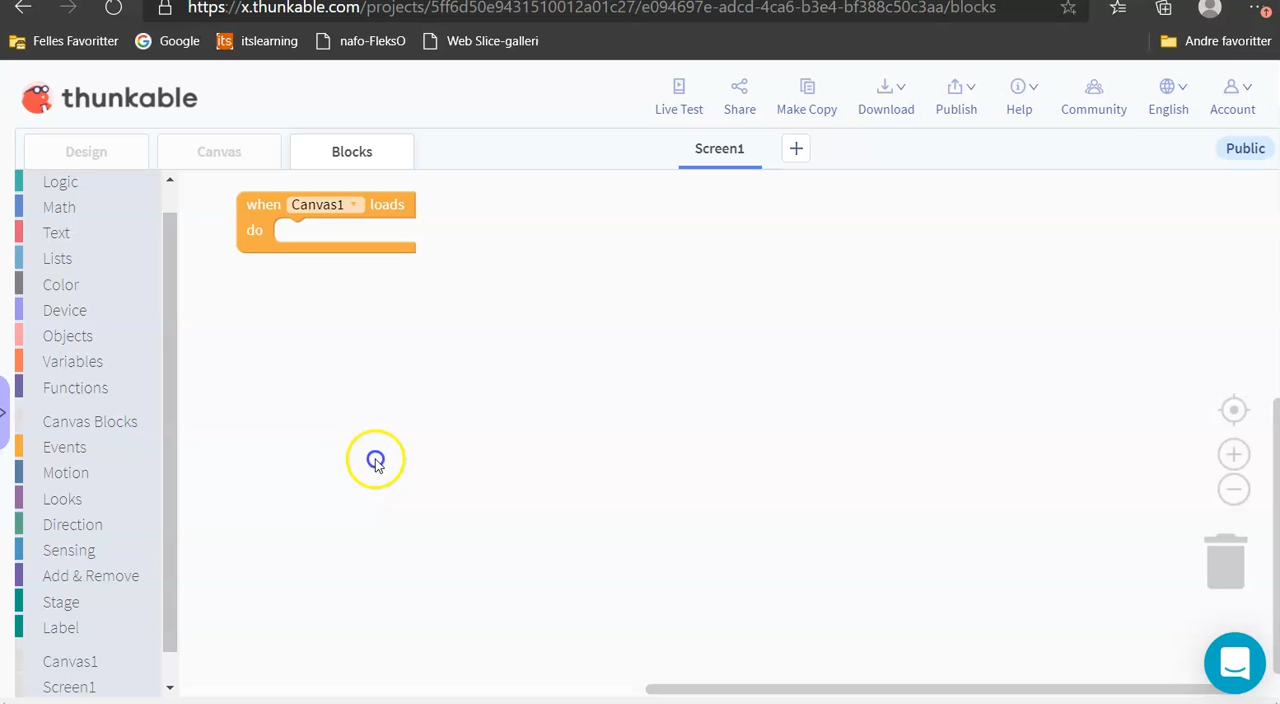 https://x.thunkable.com/projects/5ff6d50e9431510012a01c27/e094697e-adcd-4ca6-b3e4-bf388c50c3aa/blocks
Felles Favoritter
Google
its itslearning
nafo-FleksO
Web Slice-galleri
Andre favoritter
thunkable
Live Test
Share
Make Copy
Download
Publish
Help
Community
English
Account
Design
Canvas
Blocks
Screen1
+
Public
Logic
Math
Text
Lists
Color
Device
Objects
Variables
Functions
Canvas Blocks
Events
Motion
Looks
Direction
Sensing
Add & Remove
Stage
Label
Canvas1
Screen1
when Canvas1 loads
do